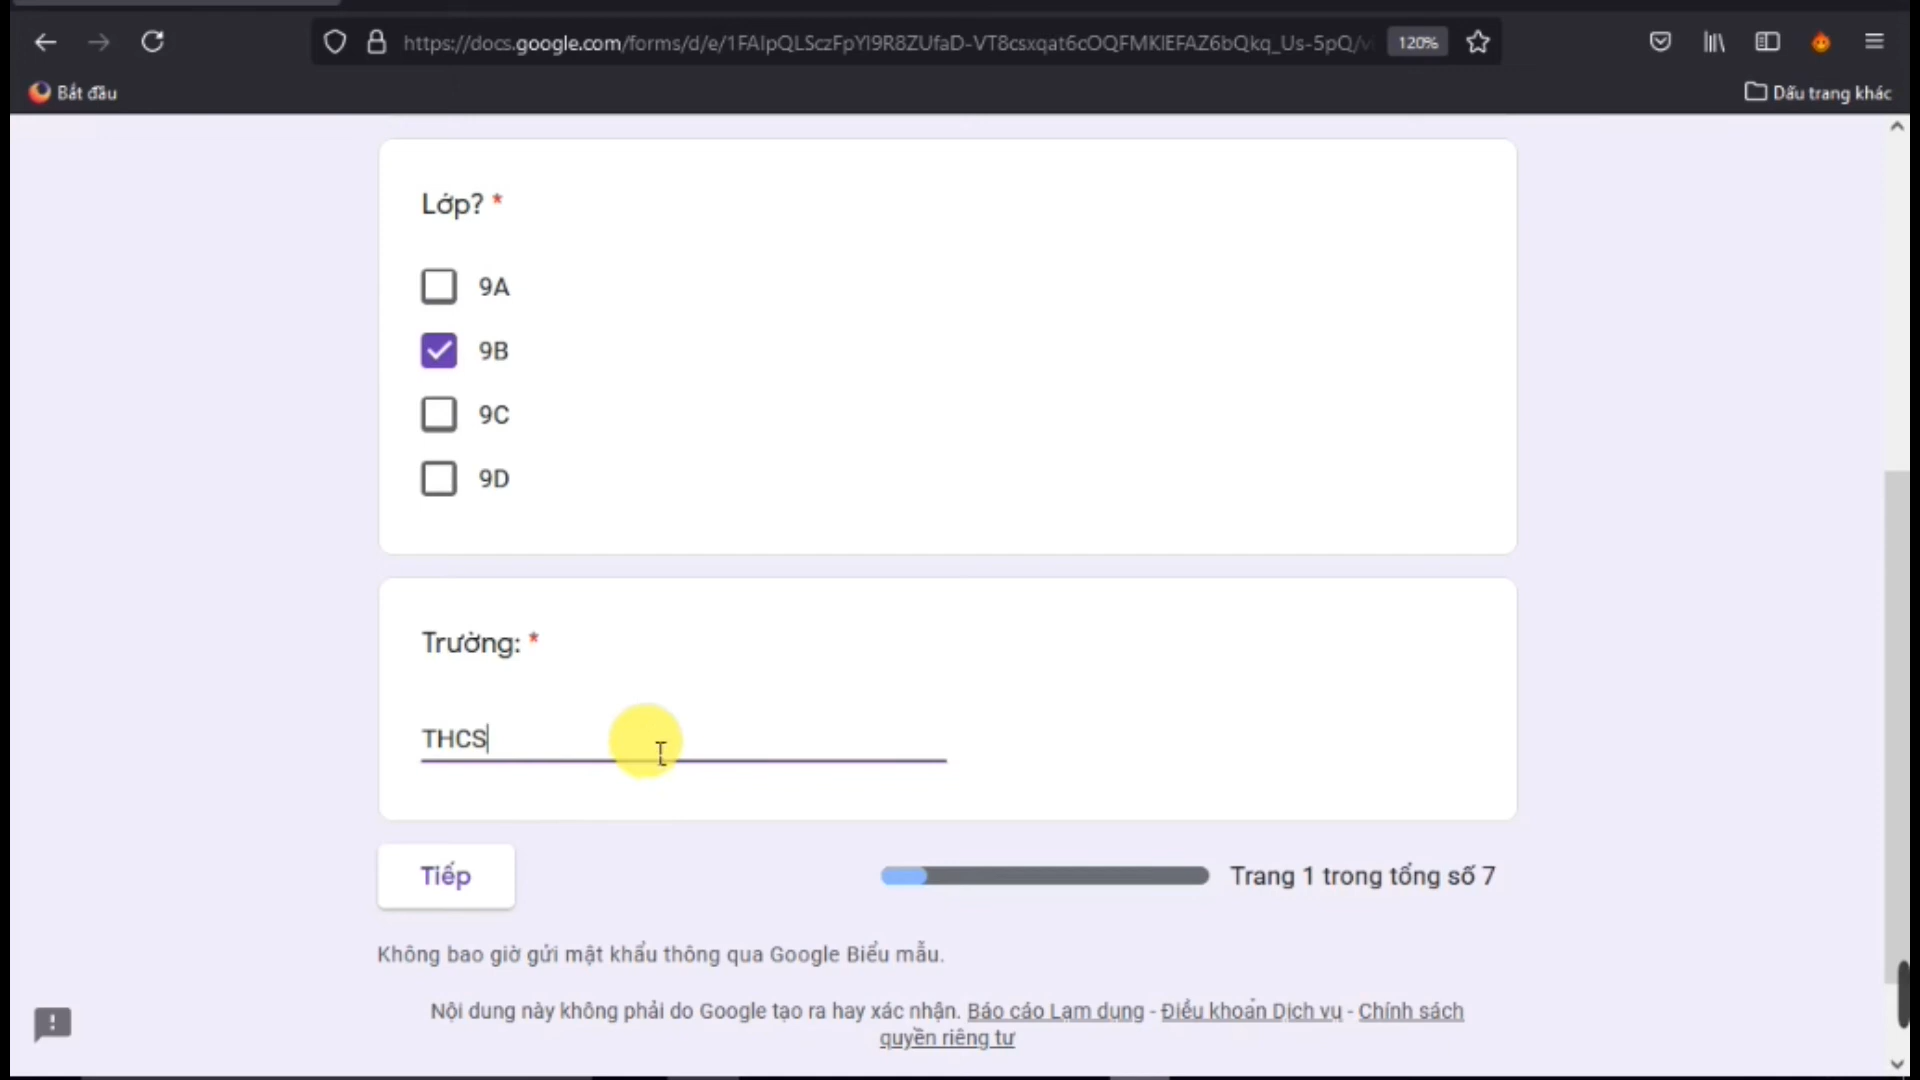 https://docs.google.com/forms/d/e/1FAIpQLSczFpYl9R8ZUfaD-VT8csxqat6cOQFMKlEFAZ6bQkq_Us-5pQ/v
120%
Bắt đầu
Dấu trang khác
Lớp? *
9A
9B
9C
9D
Trường: *
THCS
Tiếp
Trang 1 trong tổng số 7
Không bao giờ gửi mật khẩu thông qua Google Biểu mẫu.
Nội dung này không phải do Google tạo ra hay xác nhận. Báo cáo Lạm dụng - Điều khoản Dịch vụ - Chính sách
quyền riêng tư